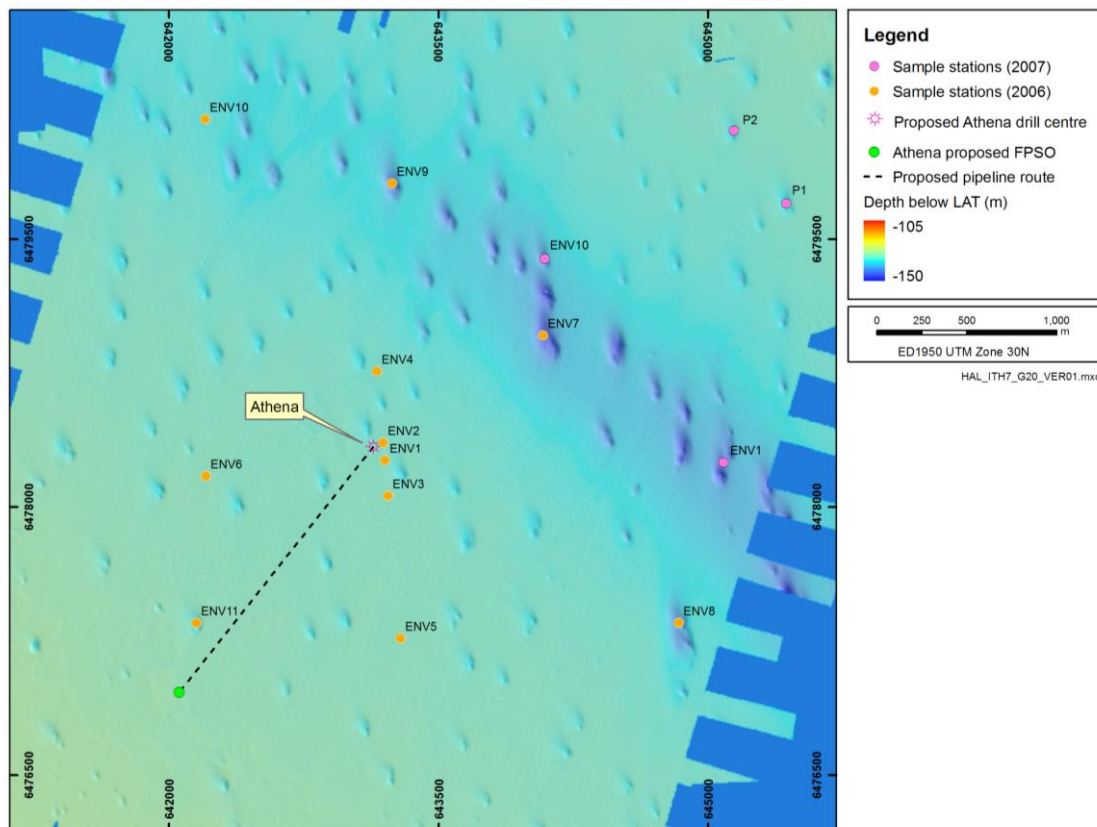 642000
643500
645000
ENV10
P2
ENV9
P1
6479500
6479500
ENV10
ENV7
ENV4
Athena
ENV2
ENV1
ENV1
ENV6
ENV3
6478000
6478000
ENV11
ENV8
ENV5
6476500
6476500
642000
643500
645000
Legend
Sample stations (2007)
Sample stations (2006)
Proposed Athena drill centre
Athena proposed FPSO
Proposed pipeline route
Depth below LAT (m)
-105
-150
0 250 500 1,000
m
ED1950 UTM Zone 30N
HAL_ITH7_G20_VER01.mxd